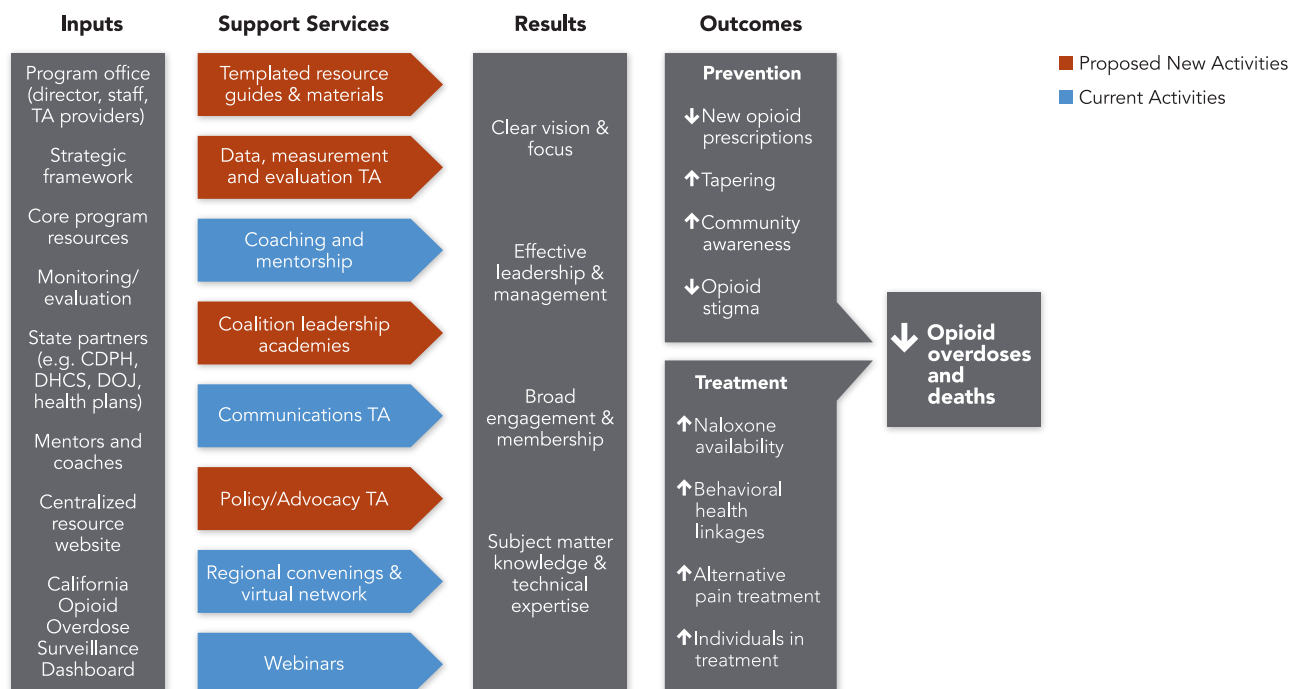 Inputs
Program office
(director, staff,
TA providers)
Strategic
framework
Core program
resources
Monitoring/
evaluation
State partners
(e.g. CDPH,
DHCS, DOJ,
health plans)
Mentors and
coaches
Centralized
resource
website
California
Opioid
Overdose
Surveillance
Dashboard
Support Services
Templated resource
guides & materials
Data, measurement
and evaluation TA
Coaching and
mentorship
Coalition leadership
academies
Communications TA
Policy/Advocacy TA
Regional convenings &
virtual network
Webinars
Results
Clear vision &
focus
Effective
leadership &
management
Broad
engagement &
membership
Subject matter
knowledge &
technical
expertise
Outcomes
Prevention
↓New opioid
prescriptions
↑Tapering
↑Community
awareness
↓Opioid
stigma
Treatment
↑Naloxone
availability
↑Behavioral
health
linkages
↑Alternative
pain treatment
↑Individuals in
treatment
↓ Opioid
overdoses
and
deaths
Proposed New Activities
Current Activities